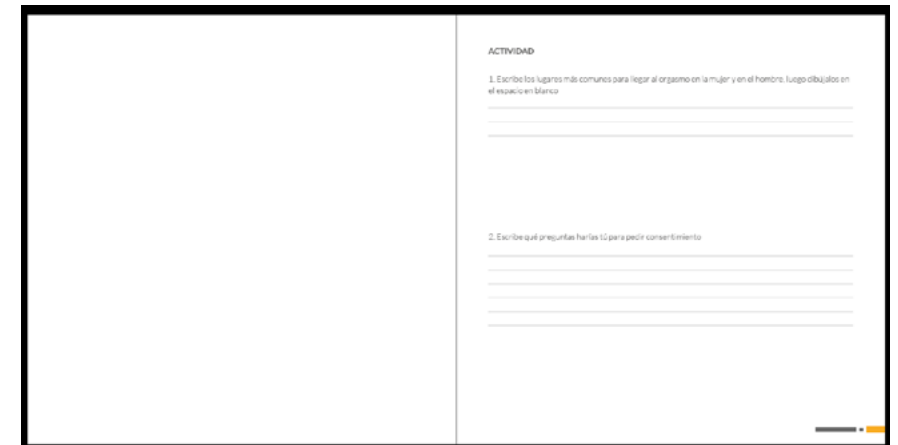 ACTIVIDAD
1. Escribe los lugares más comunes para llegar al orgasmo en la mujer y en el hombre, luego dibújalos en
el espacio en blanco
2. Escribe qué preguntas harías tú para pedir consentimiento